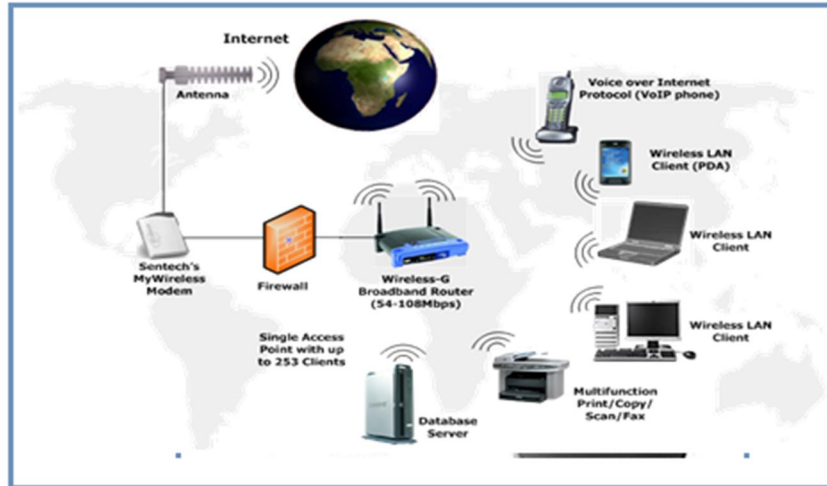 Internet
Antenna
Voice over Internet
Protocol (VoIP phone)
Wireless LAN
Client (PDA)
Wireless LAN
Client
Sentech's
MyWireless
Modem
Firewall
Wireless-G
Broadband Router
(54-108Mbps)
Single Access
Point with up
to 253 Clients
Wireless LAN
Client
Database
Server
Multifunction
Print/Copy/
Scan/Fax